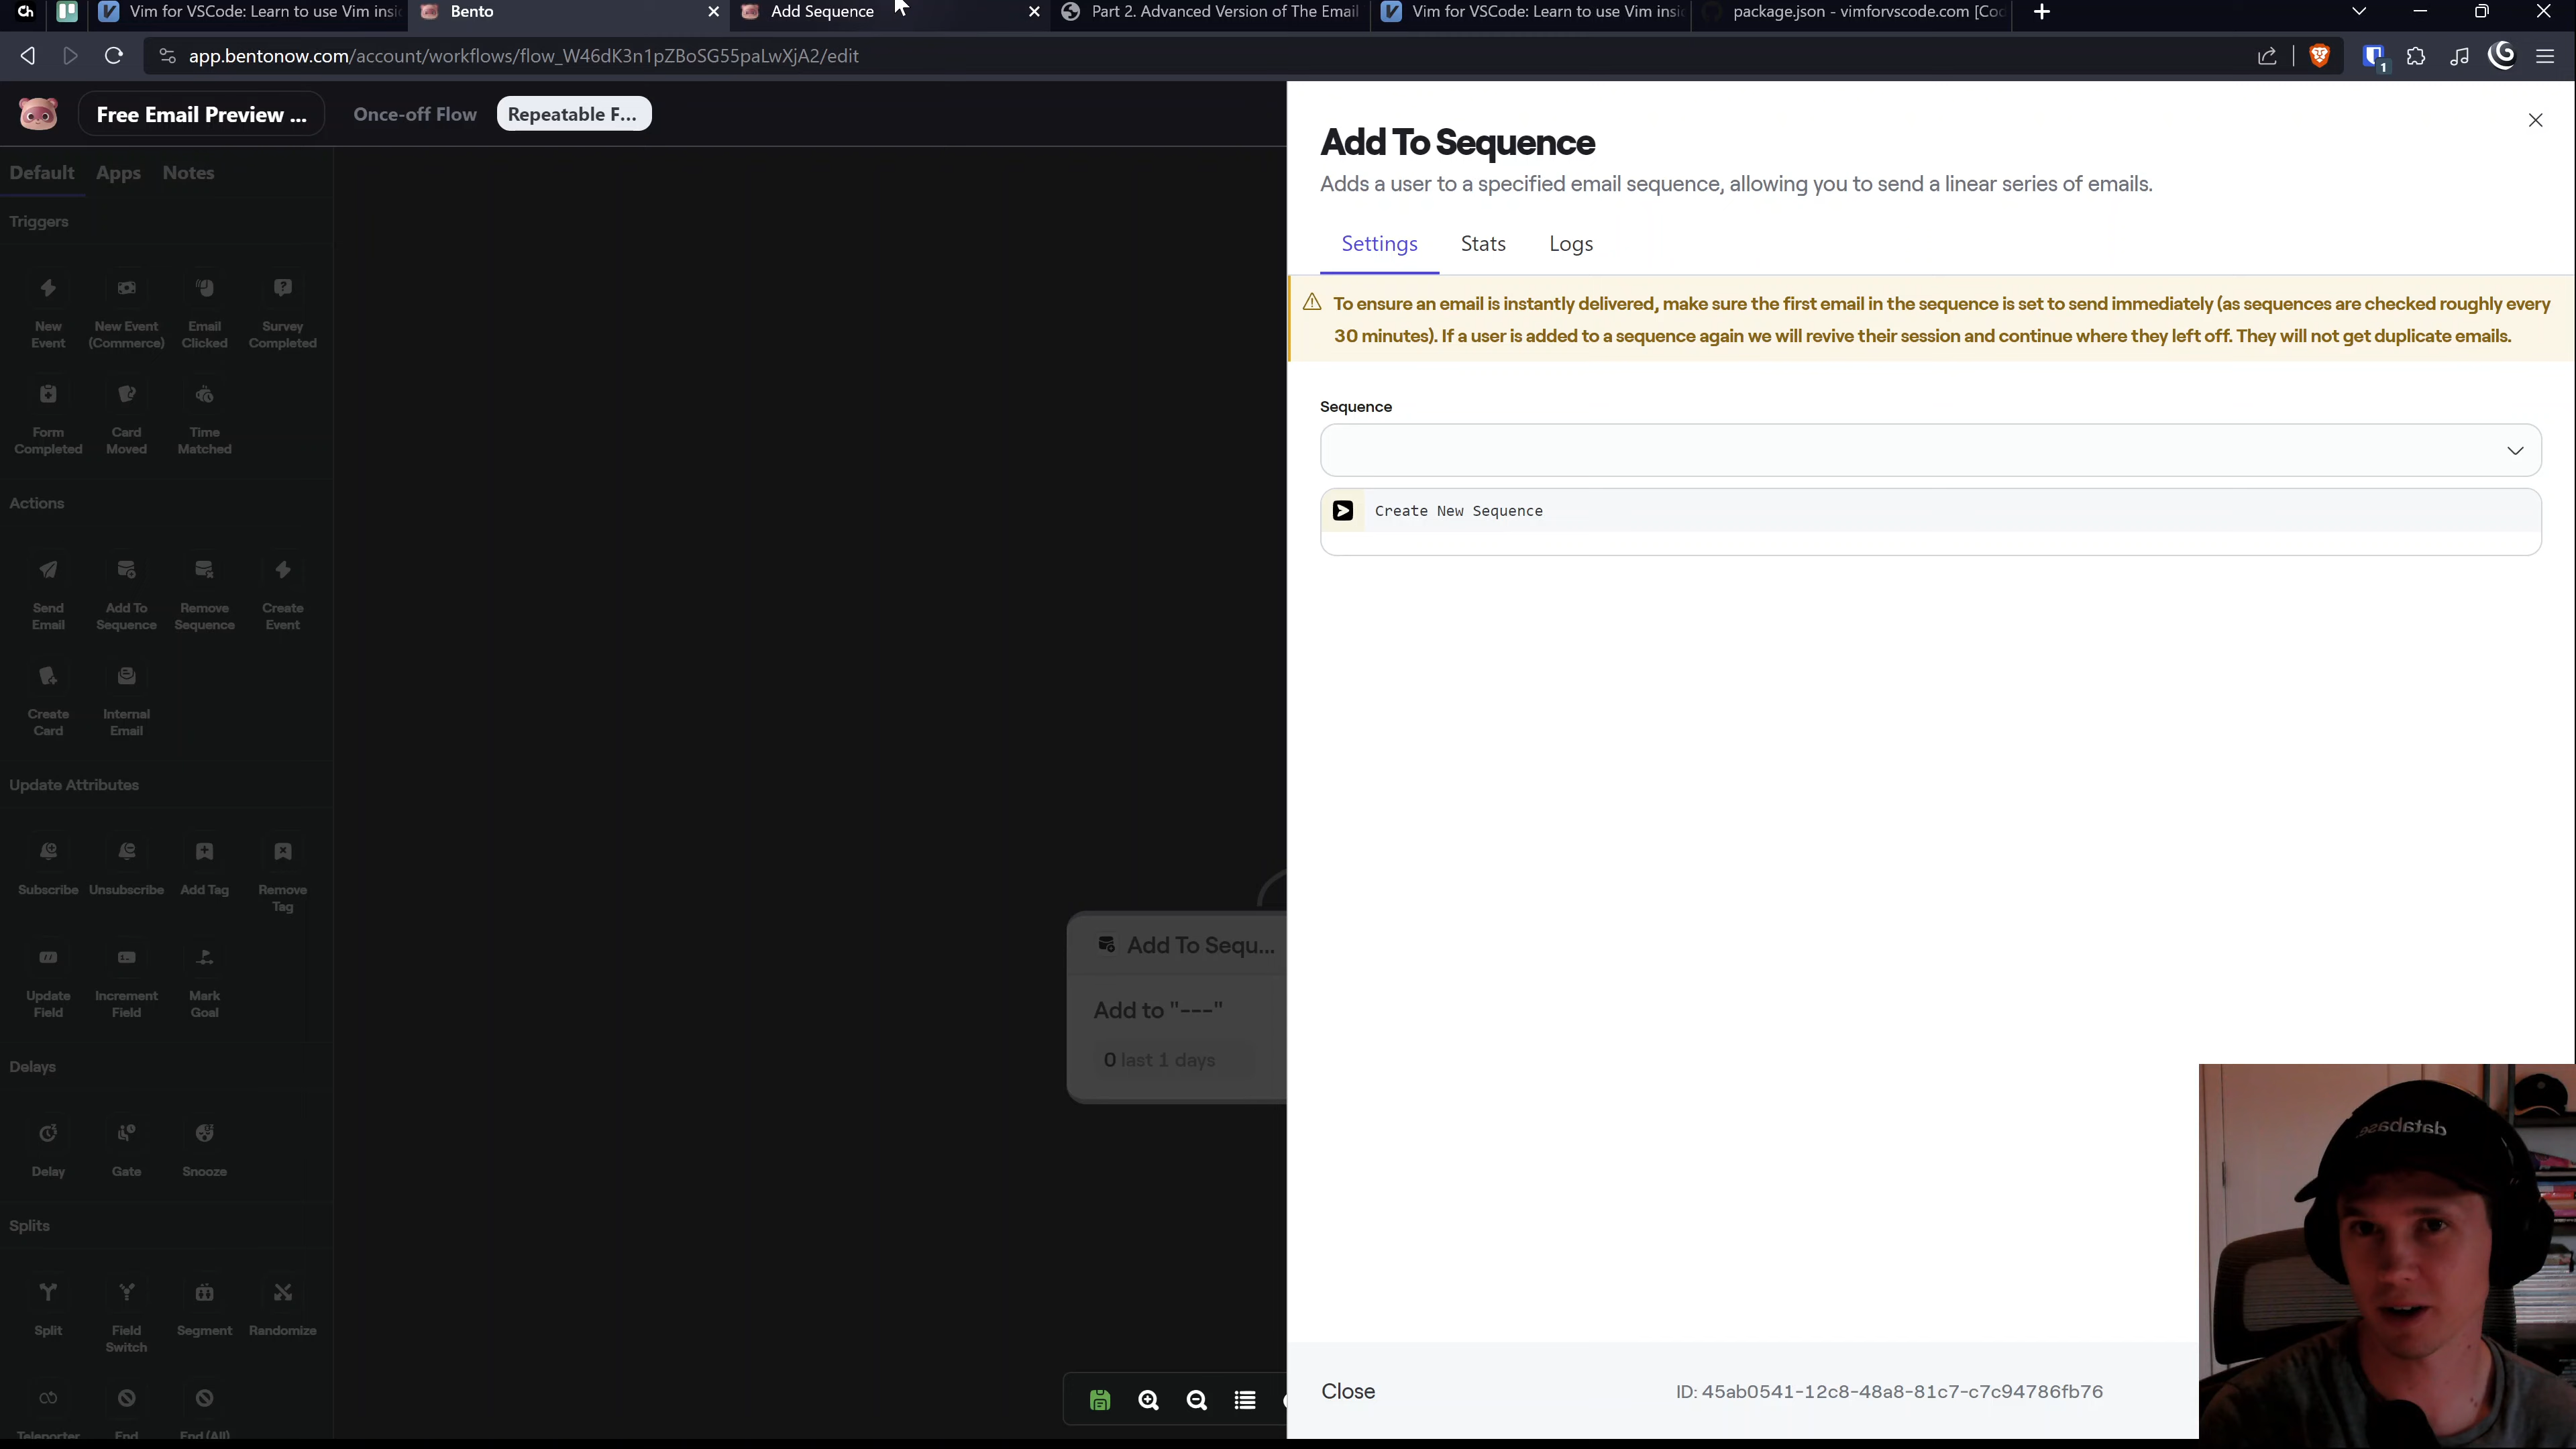 Ch
Vim for VSCode: Learn to use Vim insi
Bento
Add Sequence
Part 2. Advanced Version of The Email
Vim for VSCode: Learn to use Vim insi
package.json - vimforvscode.com [Co
app.bentonow.com/account/workflows/flow_W46dK3n1pZBoSG55paLwXjA2/edit
1
Free Email Preview ...
Once-off Flow
Repeatable F...
Default
Apps
Notes
Triggers
New
Event
New Event
(Commerce)
Email
Clicked
Survey
Completed
Form
Completed
Card
Moved
Time
Matched
Actions
Send
Email
Add To
Sequence
Remove
Sequence
Create
Event
Create
Card
Internal
Email
Update Attributes
Subscribe
Unsubscribe
Add Tag
Remove
Tag
Update
Field
Increment
Field
Mark
Goal
Delays
Delay
Gate
Snooze
Splits
Split
Field
Switch
Segment
Randomize
Teleporter
End
End (All)
Add To Sequ...
Add to "---"
0 last 1 days
Add To Sequence
Adds a user to a specified email sequence, allowing you to send a linear series of emails.
Settings
Stats
Logs
To ensure an email is instantly delivered, make sure the first email in the sequence is set to send immediately (as sequences are checked roughly every
30 minutes). If a user is added to a sequence again we will revive their session and continue where they left off. They will not get duplicate emails.
Sequence
Create New Sequence
Close
ID: 45ab0541-12c8-48a8-81c7-c7c94786fb76
database